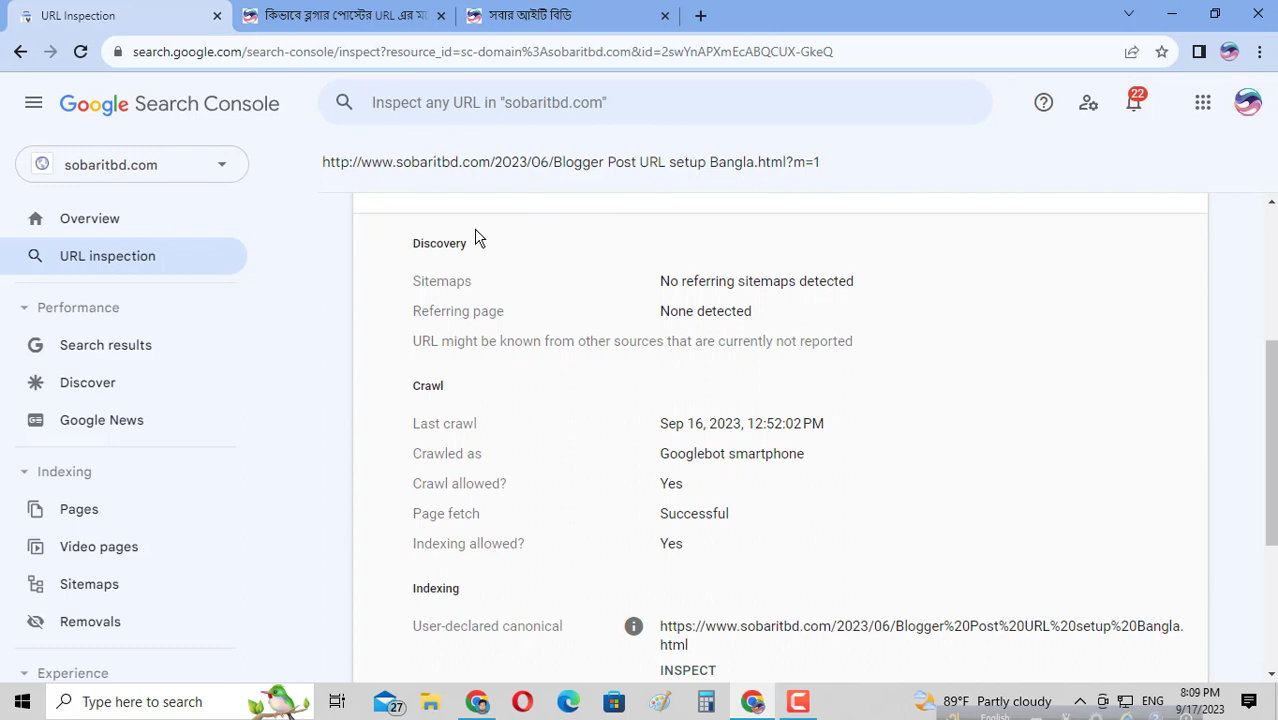 URL Inspection
কিভাবে ব্লগার পোস্টের URL এর মা
সবার আইটি বিডি
search.google.com/search-console/inspect?resource_id=sc-domain%3Asobaritbd.com&id=2swYnAPXmEcABQCUX-GkeQ
Google Search Console
Inspect any URL in "sobaritbd.com"
22
sobaritbd.com
http://www.sobaritbd.com/2023/06/Blogger Post URL setup Bangla.html?m=1
Overview
URL inspection
Performance
Search results
Discover
Google News
Indexing
Pages
Video pages
Sitemaps
Removals
Experience
Discovery
Sitemaps No referring sitemaps detected
Referring page None detected
URL might be known from other sources that are currently not reported
Crawl
Last crawl Sep 16, 2023, 12:52:02 PM
Crawled as Googlebot smartphone
Crawl allowed? Yes
Page fetch Successful
Indexing allowed? Yes
Indexing
User-declared canonical https://www.sobaritbd.com/2023/06/Blogger%20Post%20URL%20setup%20Bangla.
html
INSPECT
Type here to search
27
89°F Partly cloudy
ENG
8:09 PM
9/17/2023
English